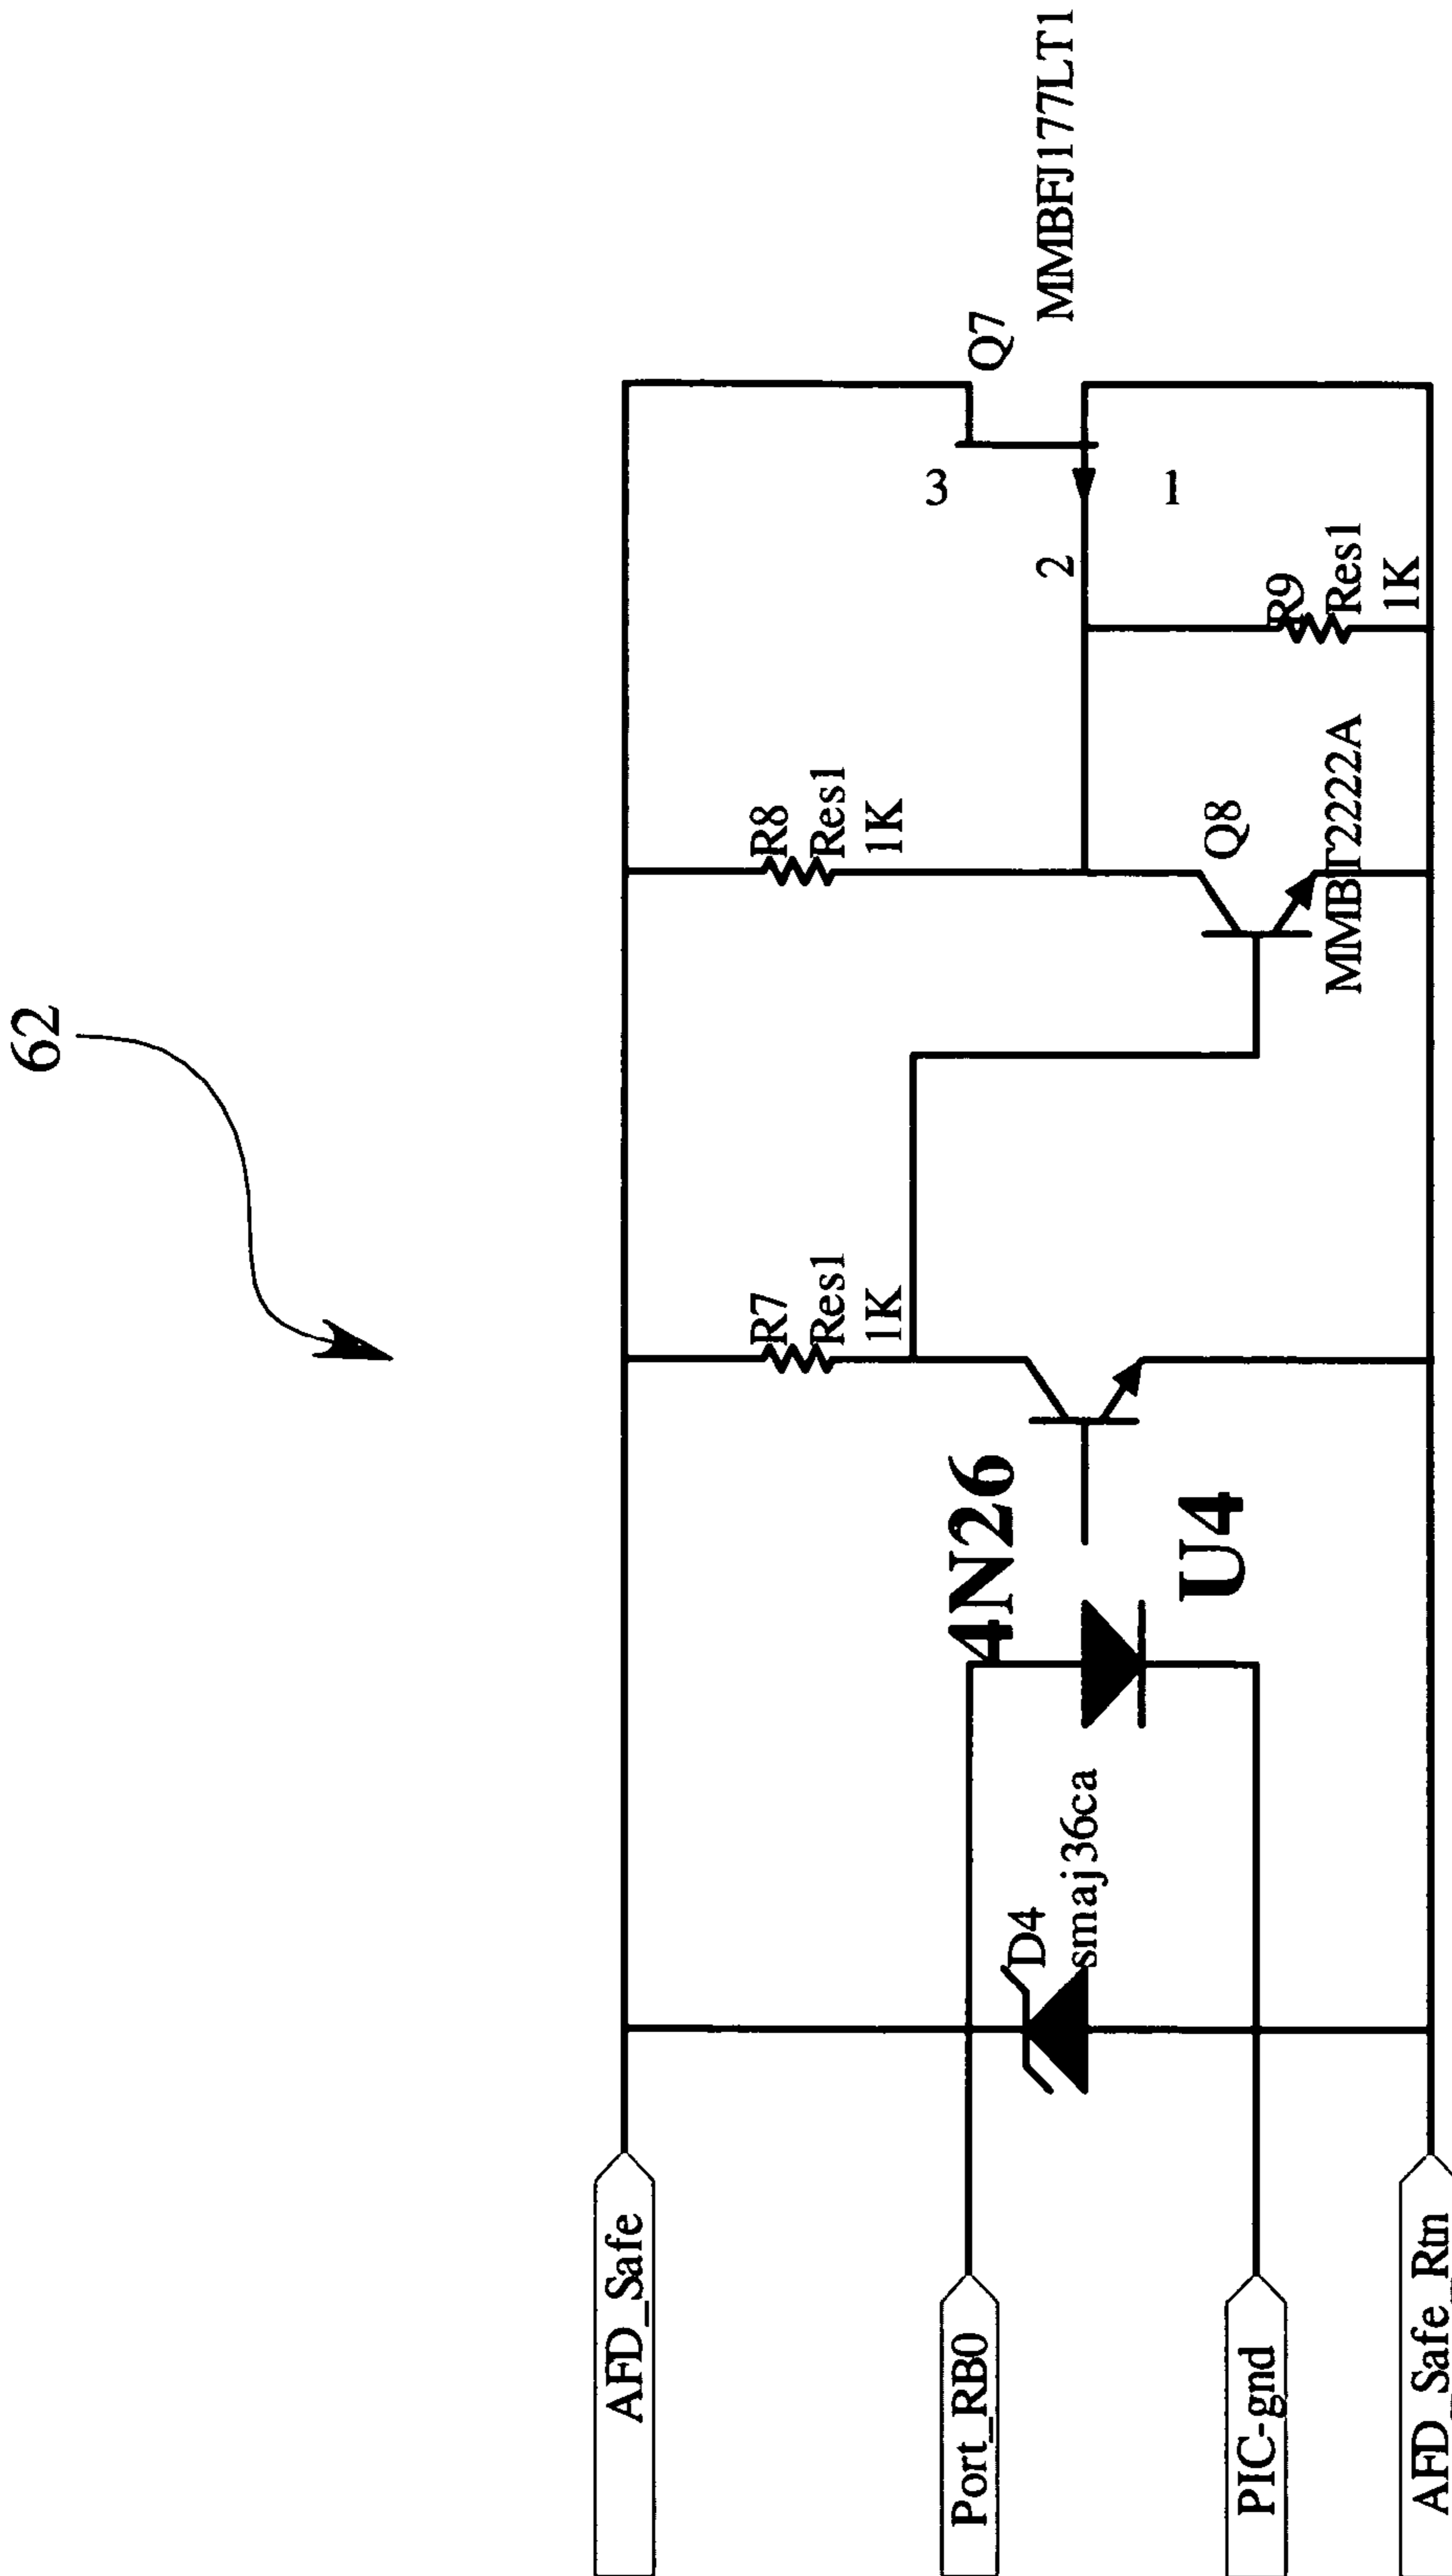 62
AFD_Safe
Port_RB0
PIC-gnd
AFD_Safe_Rtn
D4
smaj36ca
4N26
U4
R7
Res1
1K
R8
Res1
1K
Q8
MMBT2222A
R9
Res1
1K
3
2
1
Q7
MMBFJ177LT1